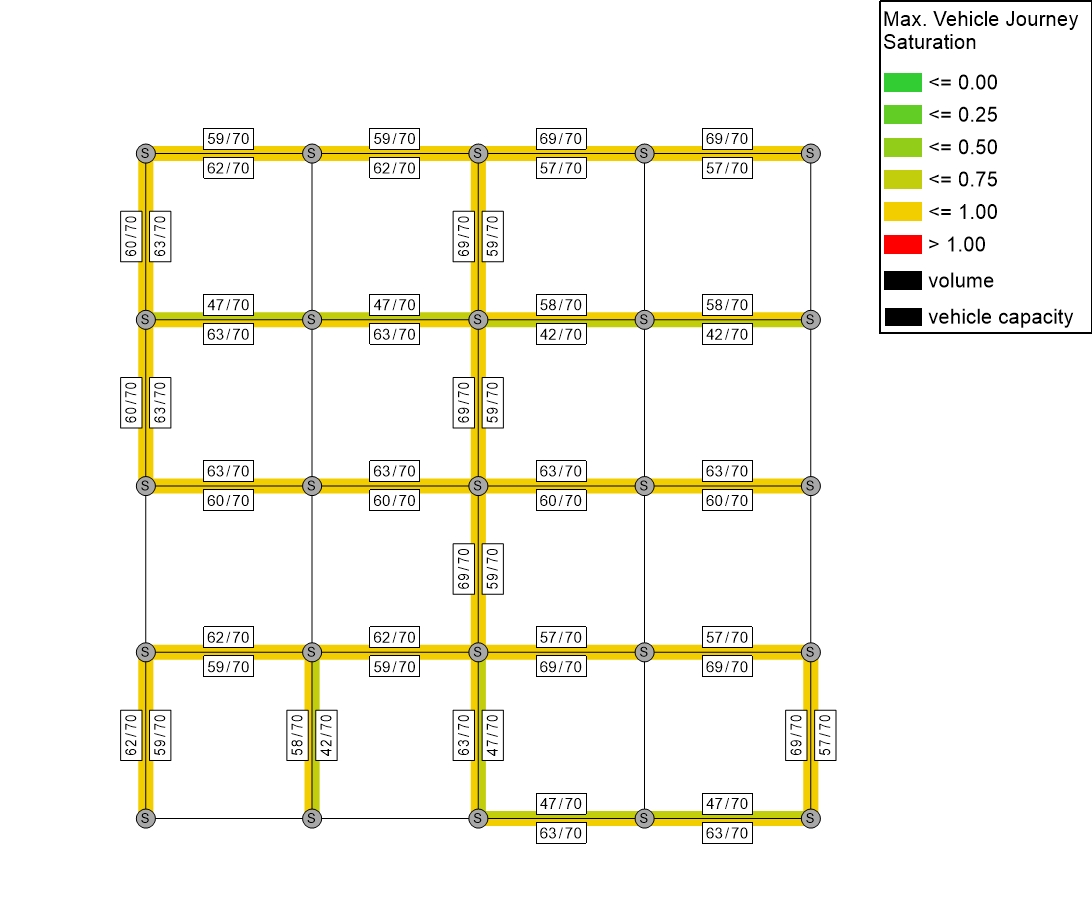 Max. Vehicle Journey
Saturation
<= 0.00
<= 0.25
<= 0.50
<= 0.75
<= 1.00
> 1.00
volume
vehicle capacity
59/70 59/70 69/70 69/70
S S S S S
62/70 62/70 57/70 57/70
60/70 63/70 69/70 59/70
47/70 47/70 58/70 58/70
S S S S S
63/70 63/70 42/70 42/70
60/70 63/70 69/70 59/70
63/70 63/70 63/70 63/70
S S S S S
60/70 60/70 60/70 60/70
69/70 59/70
62/70 62/70 57/70 57/70
S S S S S
59/70 59/70 69/70 69/70
62/70 59/70 58/70 42/70 63/70 47/70 69/70 57/70
47/70 47/70
S S S S S
63/70 63/70